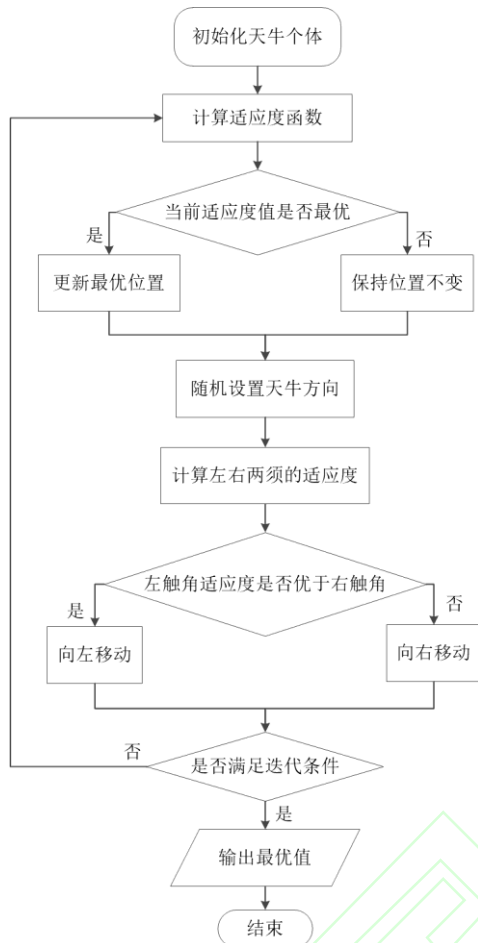 初始化天牛个体
计算适应度函数
当前适应度值是否最优
是
否
更新最优位置
保持位置不变
随机设置天牛方向
计算左右两须的适应度
左触角适应度是否优于右触角
是
否
向左移动
向右移动
否
是否满足迭代条件
是
输出最优值
结束